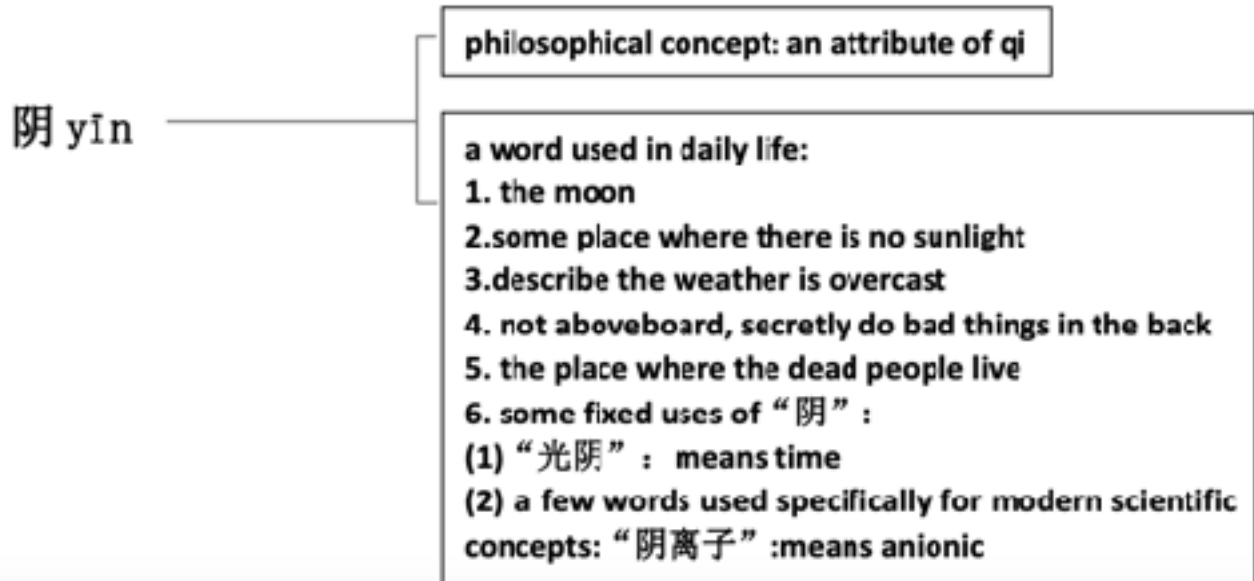 阴 yīn
philosophical concept: an attribute of qi
a word used in daily life:
1. the moon
2.some place where there is no sunlight
3.describe the weather is overcast
4. not aboveboard, secretly do bad things in the back
5. the place where the dead people live
6. some fixed uses of “阴”：
(1) “光阴”： means time
(2) a few words used specifically for modern scientific
concepts: “阴离子” :means anionic